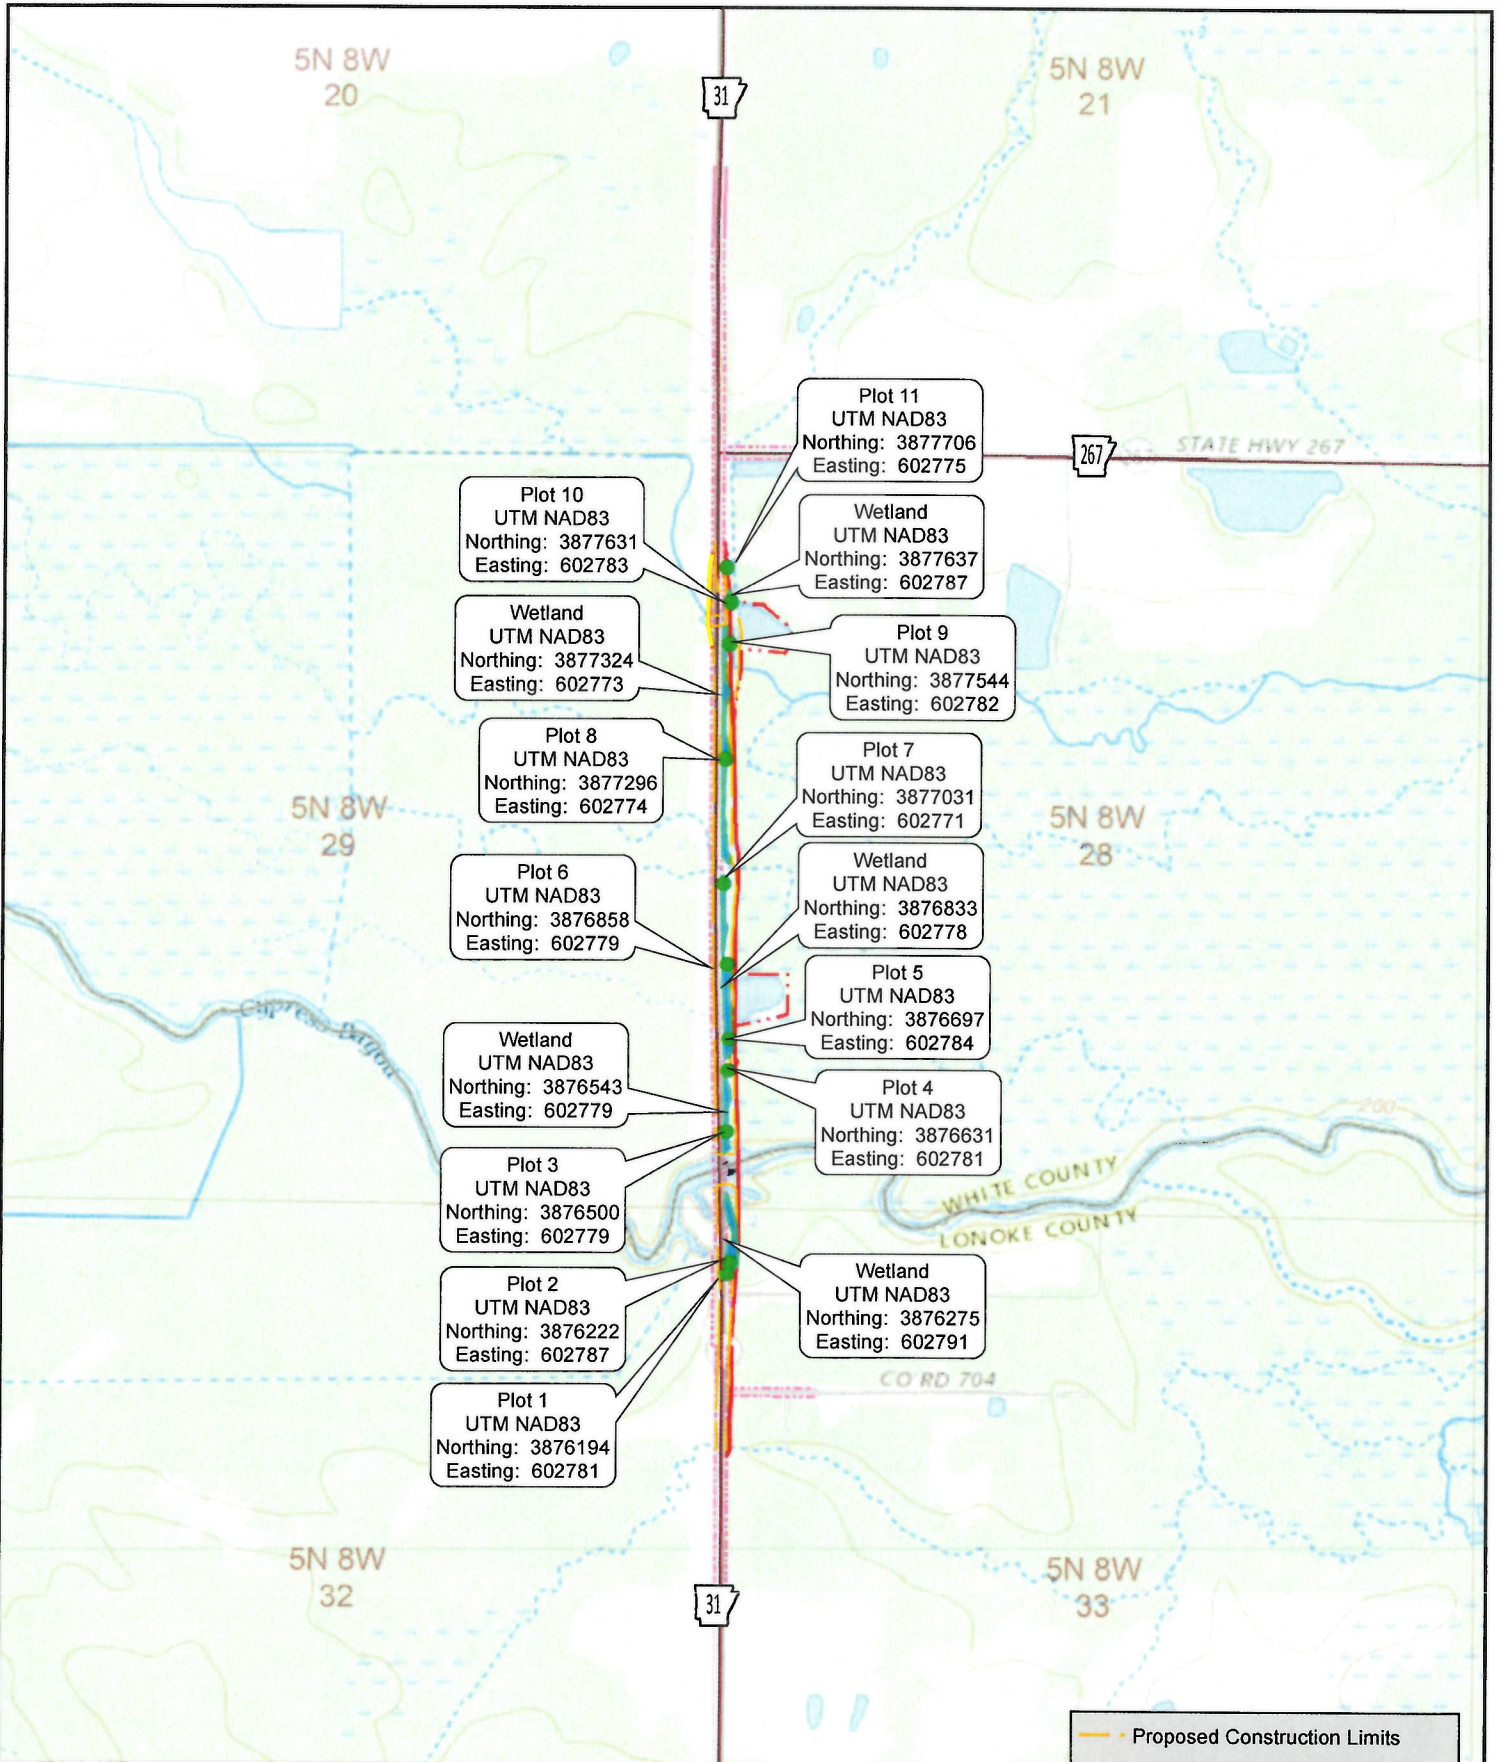 5N 8W
20
31
5N 8W
21
Plot 11
UTM NAD83
Northing: 3877706
Easting: 602775
267
STATE HWY 267
Plot 10
UTM NAD83
Northing: 3877631
Easting: 602783
Wetland
UTM NAD83
Northing: 3877637
Easting: 602787
Wetland
UTM NAD83
Northing: 3877324
Easting: 602773
Plot 9
UTM NAD83
Northing: 3877544
Easting: 602782
Plot 8
UTM NAD83
Northing: 3877296
Easting: 602774
Plot 7
UTM NAD83
Northing: 3877031
Easting: 602771
5N 8W
29
5N 8W
28
Plot 6
UTM NAD83
Northing: 3876858
Easting: 602779
Wetland
UTM NAD83
Northing: 3876833
Easting: 602778
Cypress Bayou
Plot 5
UTM NAD83
Northing: 3876697
Easting: 602784
Wetland
UTM NAD83
Northing: 3876543
Easting: 602779
Plot 4
UTM NAD83
Northing: 3876631
Easting: 602781
200
Plot 3
UTM NAD83
Northing: 3876500
Easting: 602779
WHITE COUNTY
LONOKE COUNTY
Plot 2
UTM NAD83
Northing: 3876222
Easting: 602787
Wetland
UTM NAD83
Northing: 3876275
Easting: 602791
CO RD 704
Plot 1
UTM NAD83
Northing: 3876194
Easting: 602781
5N 8W
32
31
5N 8W
33
Proposed Construction Limits